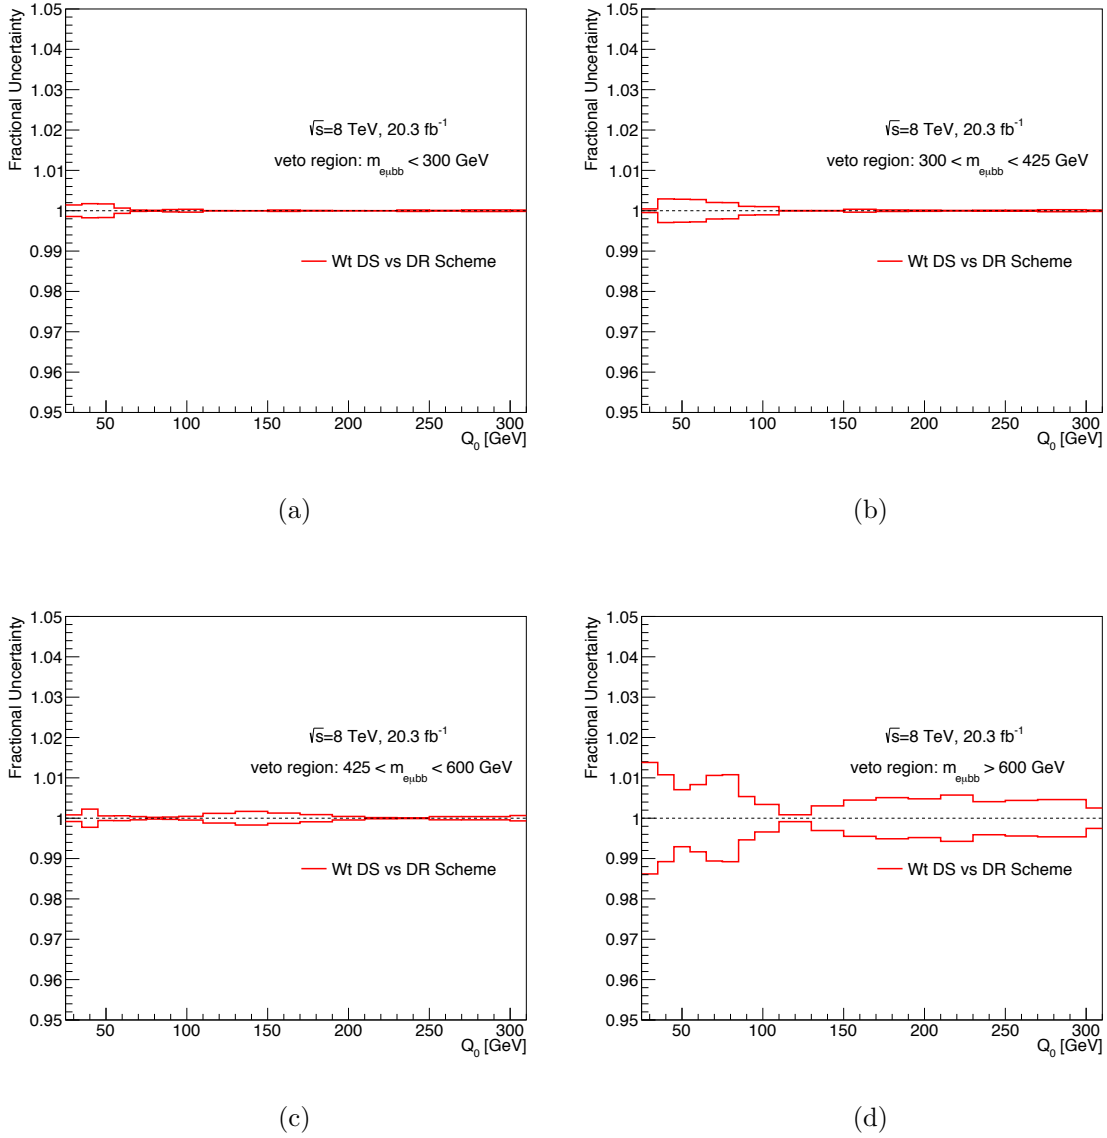 Fractional Uncertainty
1.05
1.04
1.03
1.02
1.01
1
0.99
0.98
0.97
0.96
0.95
√s=8 TeV, 20.3 fb⁻¹
veto region: m_eμbb < 300 GeV
Wt DS vs DR Scheme
50 100 150 200 250 300
Q₀ [GeV]
(a)
Fractional Uncertainty
1.05
1.04
1.03
1.02
1.01
1
0.99
0.98
0.97
0.96
0.95
√s=8 TeV, 20.3 fb⁻¹
veto region: 300 < m_eμbb < 425 GeV
Wt DS vs DR Scheme
50 100 150 200 250 300
Q₀ [GeV]
(b)
Fractional Uncertainty
1.05
1.04
1.03
1.02
1.01
1
0.99
0.98
0.97
0.96
0.95
√s=8 TeV, 20.3 fb⁻¹
veto region: 425 < m_eμbb < 600 GeV
Wt DS vs DR Scheme
50 100 150 200 250 300
Q₀ [GeV]
(c)
Fractional Uncertainty
1.05
1.04
1.03
1.02
1.01
1
0.99
0.98
0.97
0.96
0.95
√s=8 TeV, 20.3 fb⁻¹
veto region: m_eμbb > 600 GeV
Wt DS vs DR Scheme
50 100 150 200 250 300
Q₀ [GeV]
(d)